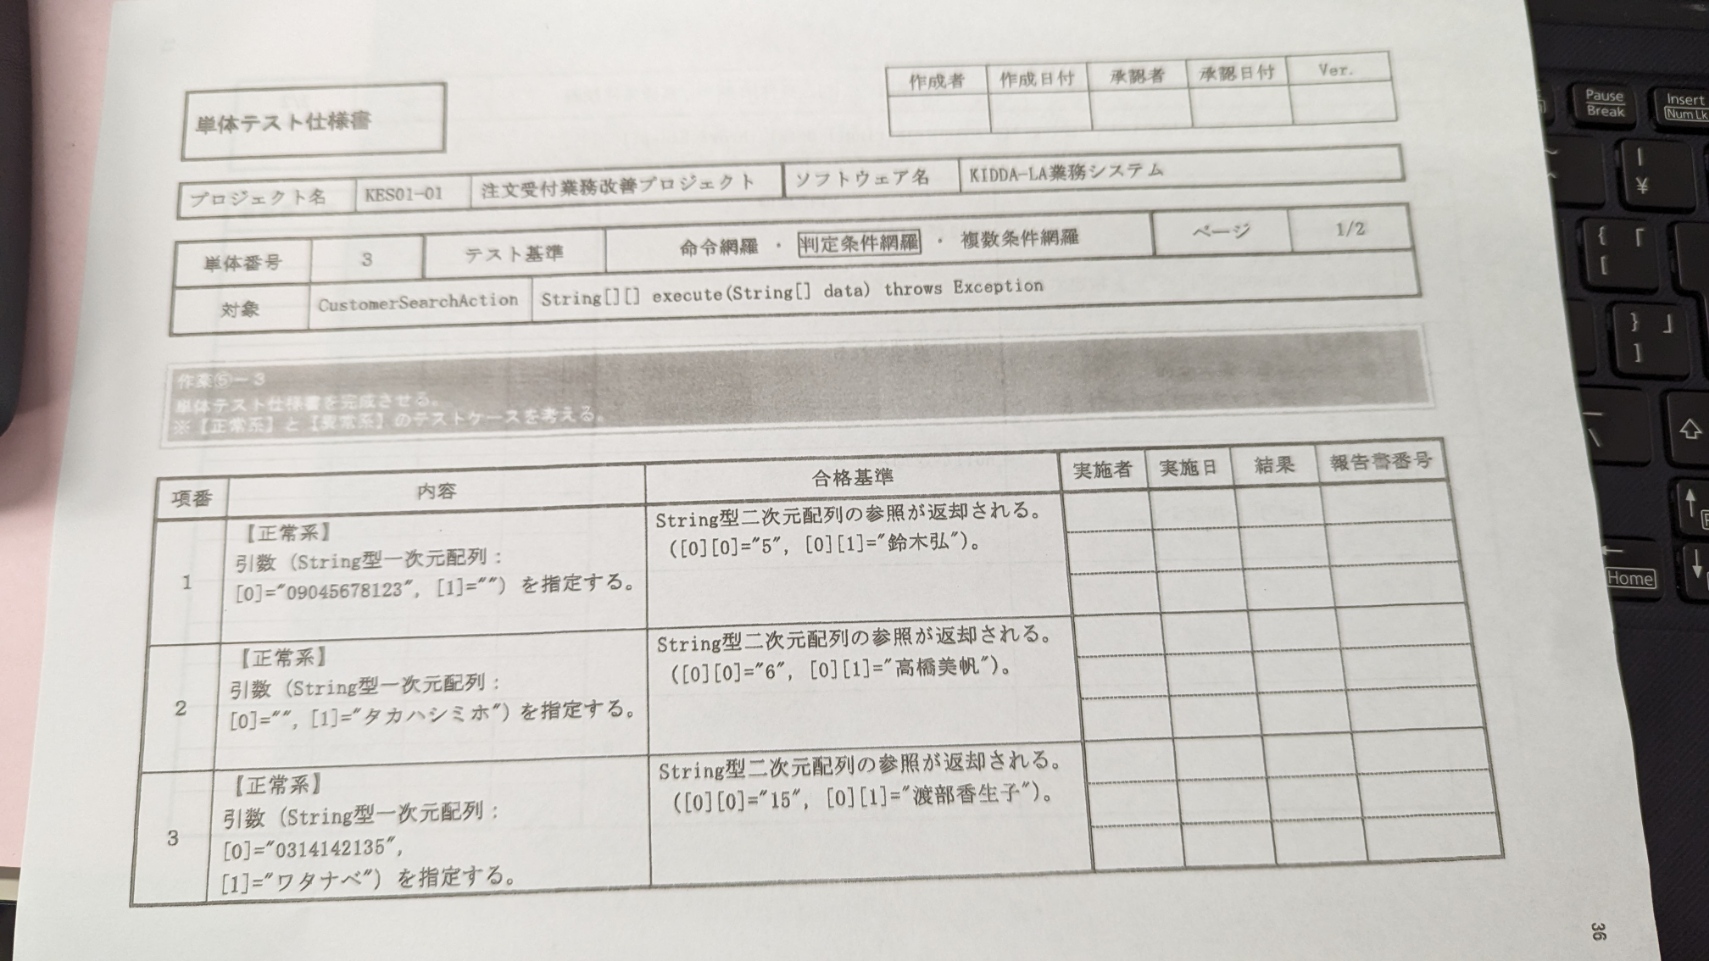 単体テスト仕様書
作成者 作成日付 承認者 承認日付 Ver.
プロジェクト名 KES01-01 注文受付業務改善プロジェクト ソフトウェア名 KIDDA-LA業務システム
単体番号 3 テスト基準 命令網羅 ・ 判定条件網羅 ・ 複数条件網羅 ページ 1/2
対象 CustomerSearchAction String[][] execute(String[] data) throws Exception
作業⑤－3
単体テスト仕様書を完成させる。
※【正常系】と【異常系】のテストケースを考える。
項番 内容 合格基準 実施者 実施日 結果 報告書番号
1
【正常系】
引数（String型一次元配列：
[0]="09045678123", [1]=""）を指定する。
String型二次元配列の参照が返却される。
([0][0]="5", [0][1]="鈴木弘")。
2
【正常系】
引数（String型一次元配列：
[0]="", [1]="タカハシミホ"）を指定する。
String型二次元配列の参照が返却される。
([0][0]="6", [0][1]="高橋美帆")。
3
【正常系】
引数（String型一次元配列：
[0]="0314142135",
[1]="ワタナベ"）を指定する。
String型二次元配列の参照が返却される。
([0][0]="15", [0][1]="渡部香生子")。
36
Pause
Break
Insert
NumLk
|
¥
{ 「
[
} 」
]
\
Home